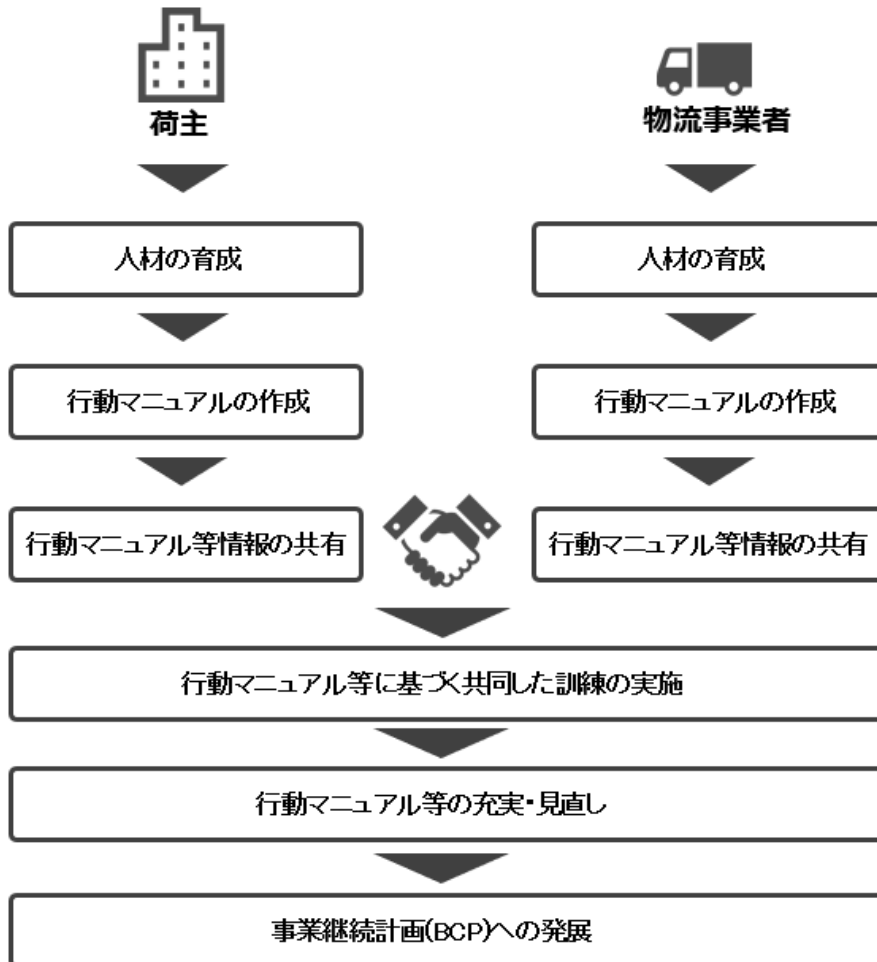 荷主
物流事業者
人材の育成
人材の育成
行動マニュアルの作成
行動マニュアルの作成
行動マニュアル等情報の共有
行動マニュアル等情報の共有
行動マニュアル等に基づく共同した訓練の実施
行動マニュアル等の充実・見直し
事業継続計画(BCP)への発展